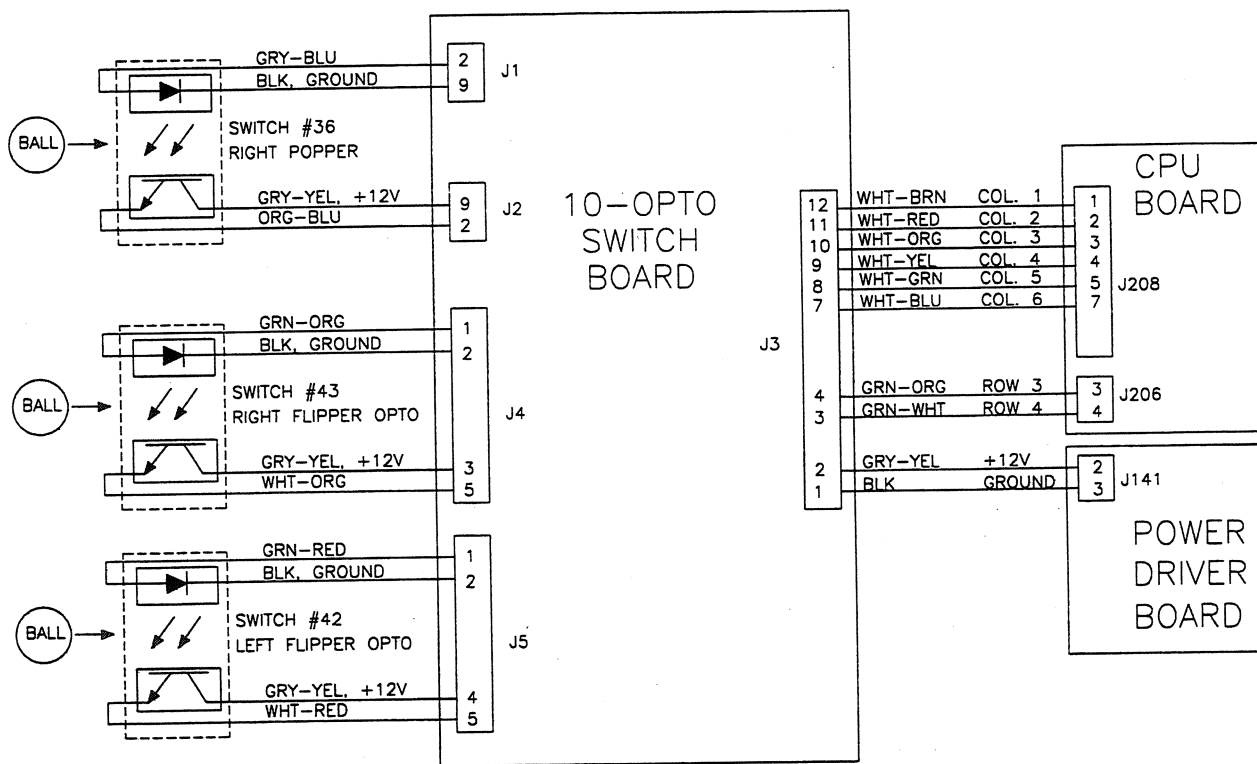 GRY-BLU
BLK, GROUND
2
9
J1
BALL
SWITCH #36
RIGHT POPPER
GRY-YEL, +12V
ORG-BLU
9
2
J2
GRN-ORG
BLK, GROUND
1
2
BALL
SWITCH #43
RIGHT FLIPPER OPTO
J4
GRY-YEL, +12V
WHT-ORG
3
5
GRN-RED
BLK, GROUND
1
2
BALL
SWITCH #42
LEFT FLIPPER OPTO
J5
GRY-YEL, +12V
WHT-RED
4
5
10-OPTO
SWITCH
BOARD
J3
12 WHT-BRN COL. 1 1
11 WHT-RED COL. 2 2
10 WHT-ORG COL. 3 3
9 WHT-YEL COL. 4 4
8 WHT-GRN COL. 5 5
7 WHT-BLU COL. 6 7
J208
4 GRN-ORG ROW 3 3
3 GRN-WHT ROW 4 4
J206
2 GRY-YEL +12V 2
1 BLK GROUND 3
J141
CPU
BOARD
POWER
DRIVER
BOARD